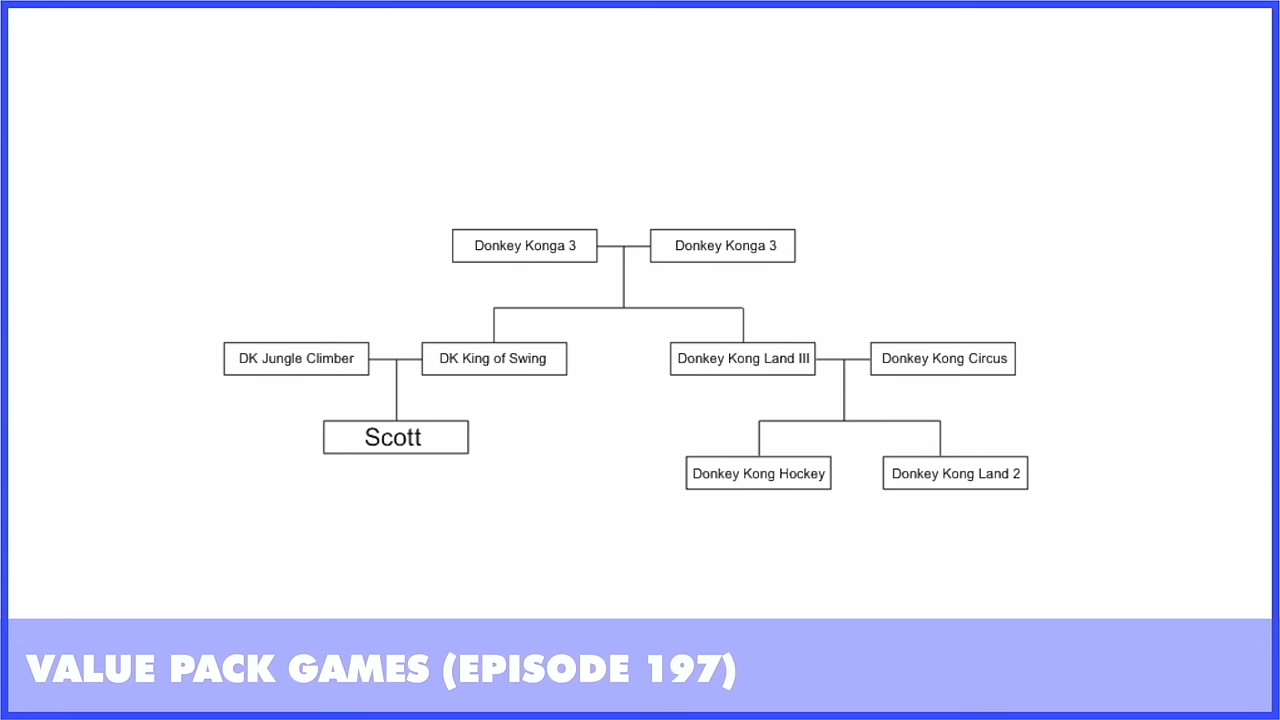 Donkey Konga 3
Donkey Konga 3
DK Jungle Climber
DK King of Swing
Donkey Kong Land III
Donkey Kong Circus
Scott
Donkey Kong Hockey
Donkey Kong Land 2
VALUE PACK GAMES (EPISODE 197)